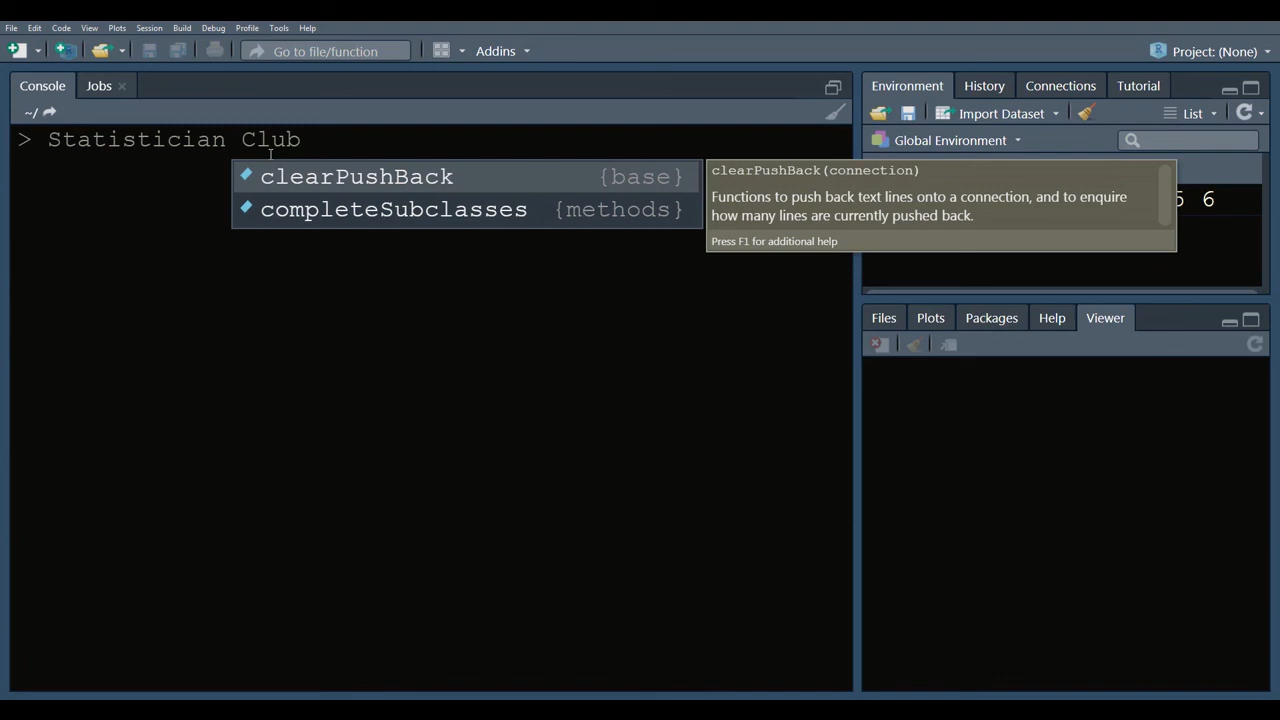 File Edit Code View Plots Session Build Debug Profile Tools Help
Go to file/function Addins Project: (None)
Console Jobs
~/
> Statistician Club
clearPushBack {base}
completeSubclasses {methods}
clearPushBack(connection)
Functions to push back text lines onto a connection, and to enquire
how many lines are currently pushed back.
Press F1 for additional help
Environment History Connections Tutorial
Import Dataset List
Global Environment
5 6
Files Plots Packages Help Viewer